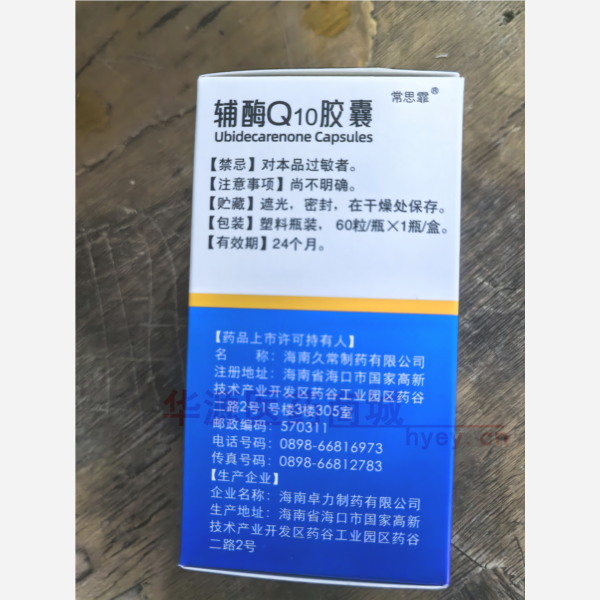 常思霏®
辅酶Q10胶囊
Ubidecarenone Capsules
【禁忌】对本品过敏者。
【注意事项】尚不明确。
【贮藏】遮光，密封，在干燥处保存。
【包装】塑料瓶装， 60粒/瓶×1瓶/盒。
【有效期】24个月。
【药品上市许可持有人】
名 称：海南久常制药有限公司
注册地址：海南省海口市国家高新
技术产业开发区药谷工业园区药谷
二路2号1号楼3楼305室
邮政编码：570311
电话号码：0898-66816973
传真号码：0898-66812783
【生产企业】
企业名称：海南卓力制药有限公司
生产地址：海南省海口市国家高新
技术产业开发区药谷工业园区药谷
二路2号
hyey.cn